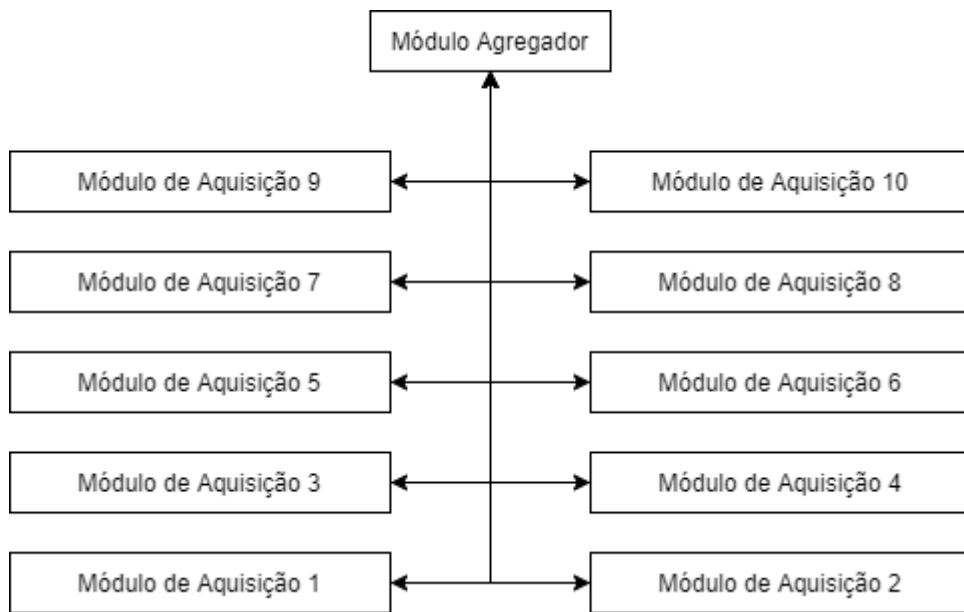 Módulo Agregador
Módulo de Aquisição 9
Módulo de Aquisição 10
Módulo de Aquisição 7
Módulo de Aquisição 8
Módulo de Aquisição 5
Módulo de Aquisição 6
Módulo de Aquisição 3
Módulo de Aquisição 4
Módulo de Aquisição 1
Módulo de Aquisição 2